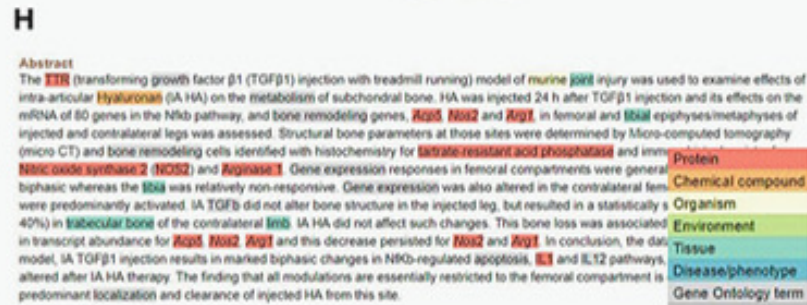 H
Abstract
The TTR (transforming growth factor β1 (TGFβ1) injection with treadmill running) model of murine joint injury was used to examine effects of
intra-articular Hyaluronan (IA HA) on the metabolism of subchondral bone. HA was injected 24 h after TGFβ1 injection and its effects on the
mRNA of 80 genes in the Nfkb pathway, and bone remodeling genes, Acp5, Nos2 and Arg1, in femoral and tibial epiphyses/metaphyses of
injected and contralateral legs was assessed. Structural bone parameters at those sites were determined by Micro-computed tomography
(micro CT) and bone remodeling cells identified with histochemistry for tartrate-resistant acid phosphatase and imm
Protein
Nitric oxide synthase 2 (NOS2) and Arginase 1. Gene expression responses in femoral compartments were genera
Chemical compound
biphasic whereas the tibia was relatively non-responsive. Gene expression was also altered in the contralateral fem
were predominantly activated. IA TGFb did not alter bone structure in the injected leg, but resulted in a statistically s
Organism
40%) in trabecular bone of the contralateral limb. IA HA did not affect such changes. This bone loss was associated
Environment
in transcript abundance for Acp5, Nos2, Arg1 and this decrease persisted for Nos2 and Arg1. In conclusion, the dat
Tissue
model, IA TGFβ1 injection results in marked biphasic changes in NfKb-regulated apoptosis, IL1 and IL12 pathways,
Disease/phenotype
altered after IA HA therapy. The finding that all modulations are essentially restricted to the femoral compartment is
Gene Ontology term
predominant localization and clearance of injected HA from this site.